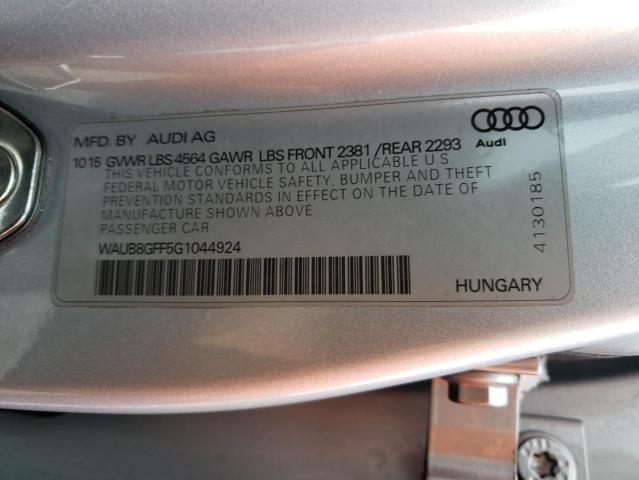 MFD. BY AUDI AG
Audi
10 15 GVWR LBS 4564 GAWR LBS FRONT 2381 /REAR 2293
THIS VEHICLE CONFORMS TO ALL APPLICABLE U.S.
FEDERAL MOTOR VEHICLE SAFETY, BUMPER AND THEFT
PREVENTION STANDARDS IN EFFECT ON THE DATE OF
MANUFACTURE SHOWN ABOVE
PASSENGER CAR
WAUB8GFF5G1044924
4130185
HUNGARY